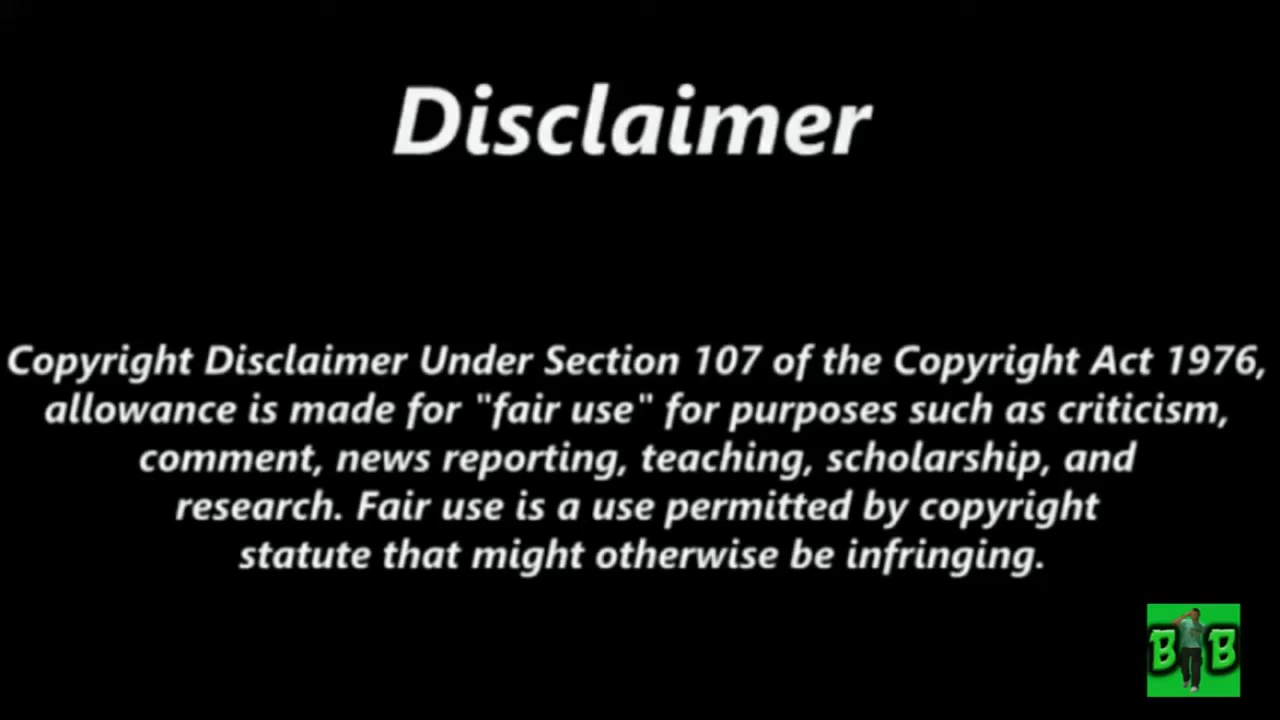 Disclaimer
Copyright Disclaimer Under Section 107 of the Copyright Act 1976,
allowance is made for "fair use" for purposes such as criticism,
comment, news reporting, teaching, scholarship, and
research. Fair use is a use permitted by copyright
statute that might otherwise be infringing.
B B